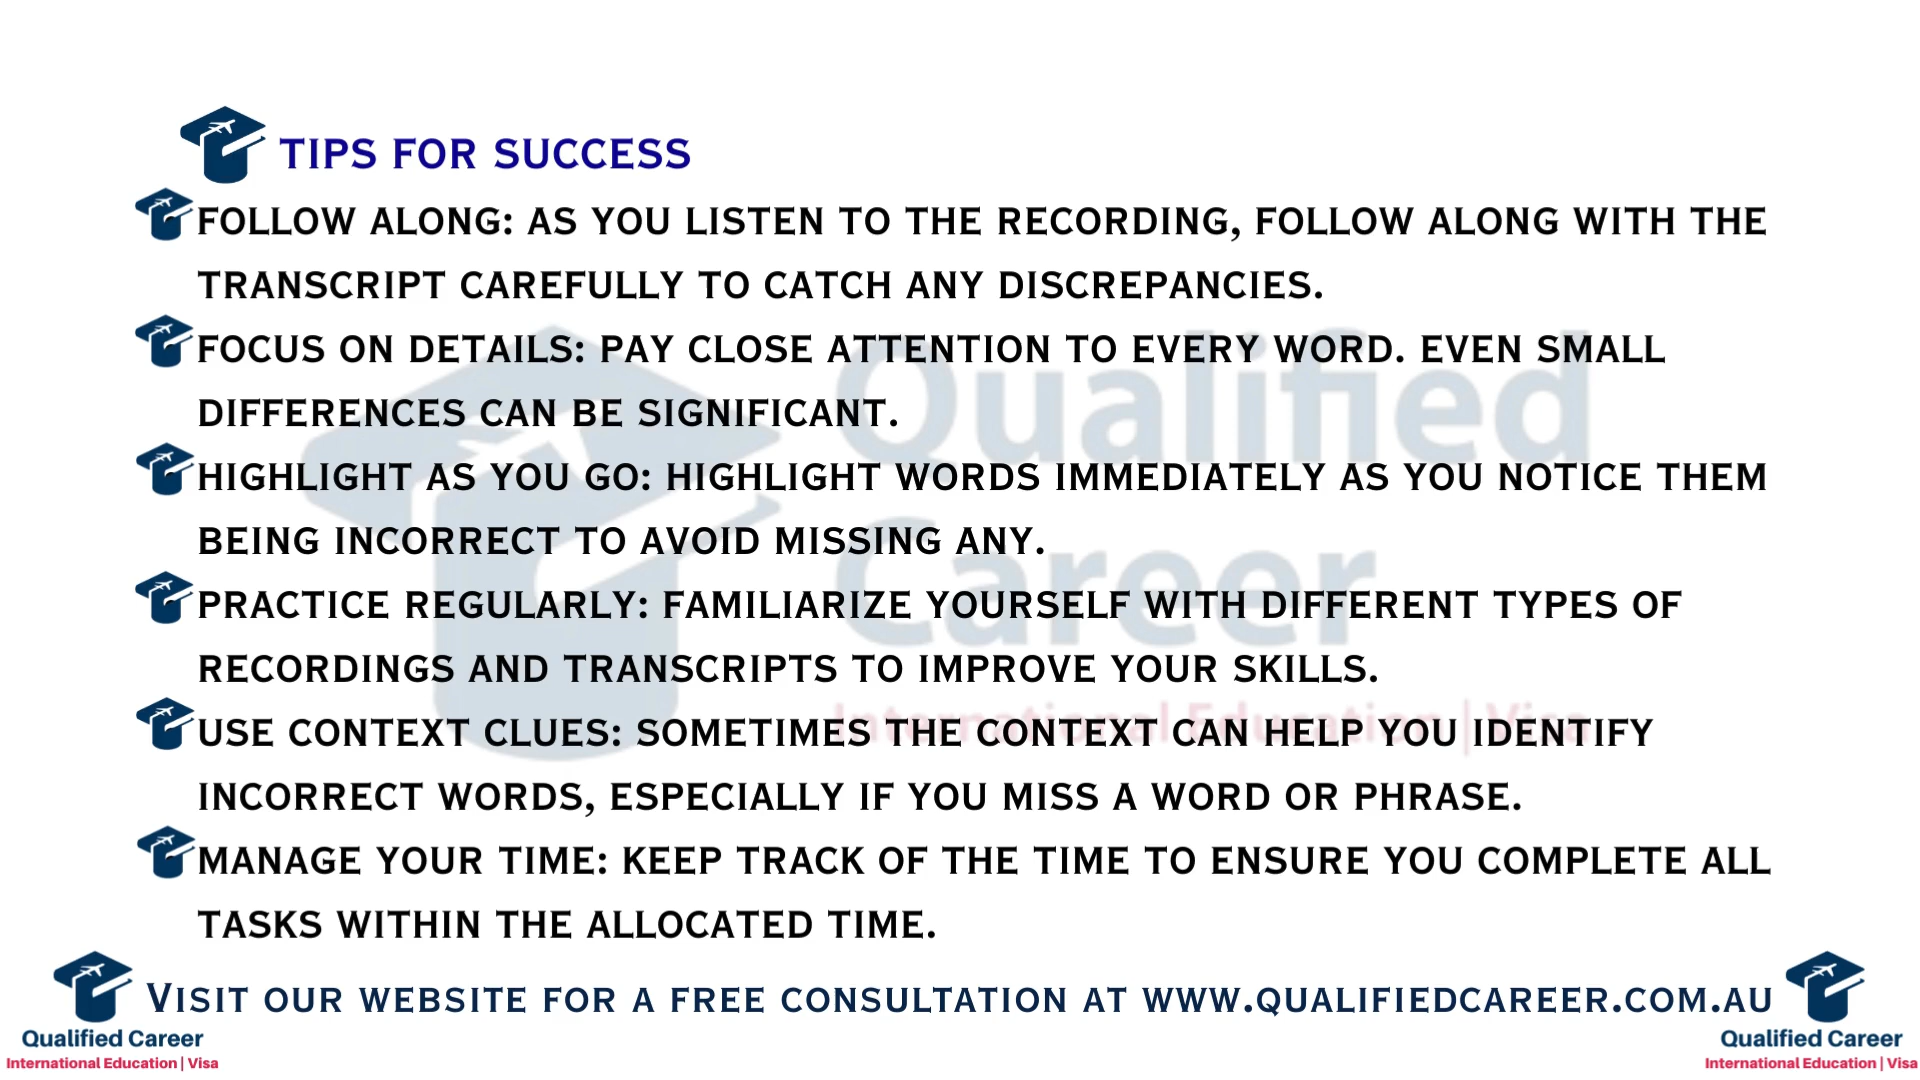 TIPS FOR SUCCESS
FOLLOW ALONG: AS YOU LISTEN TO THE RECORDING, FOLLOW ALONG WITH THE
TRANSCRIPT CAREFULLY TO CATCH ANY DISCREPANCIES.
FOCUS ON DETAILS: PAY CLOSE ATTENTION TO EVERY WORD. EVEN SMALL
DIFFERENCES CAN BE SIGNIFICANT.
HIGHLIGHT AS YOU GO: HIGHLIGHT WORDS IMMEDIATELY AS YOU NOTICE THEM
BEING INCORRECT TO AVOID MISSING ANY.
PRACTICE REGULARLY: FAMILIARIZE YOURSELF WITH DIFFERENT TYPES OF
RECORDINGS AND TRANSCRIPTS TO IMPROVE YOUR SKILLS.
USE CONTEXT CLUES: SOMETIMES THE CONTEXT CAN HELP YOU IDENTIFY
INCORRECT WORDS, ESPECIALLY IF YOU MISS A WORD OR PHRASE.
MANAGE YOUR TIME: KEEP TRACK OF THE TIME TO ENSURE YOU COMPLETE ALL
TASKS WITHIN THE ALLOCATED TIME.
Qualified
Career
International Education | Visa
VISIT OUR WEBSITE FOR A FREE CONSULTATION AT WWW.QUALIFIEDCAREER.COM.AU
Qualified Career
International Education | Visa
Qualified Career
International Education | Visa